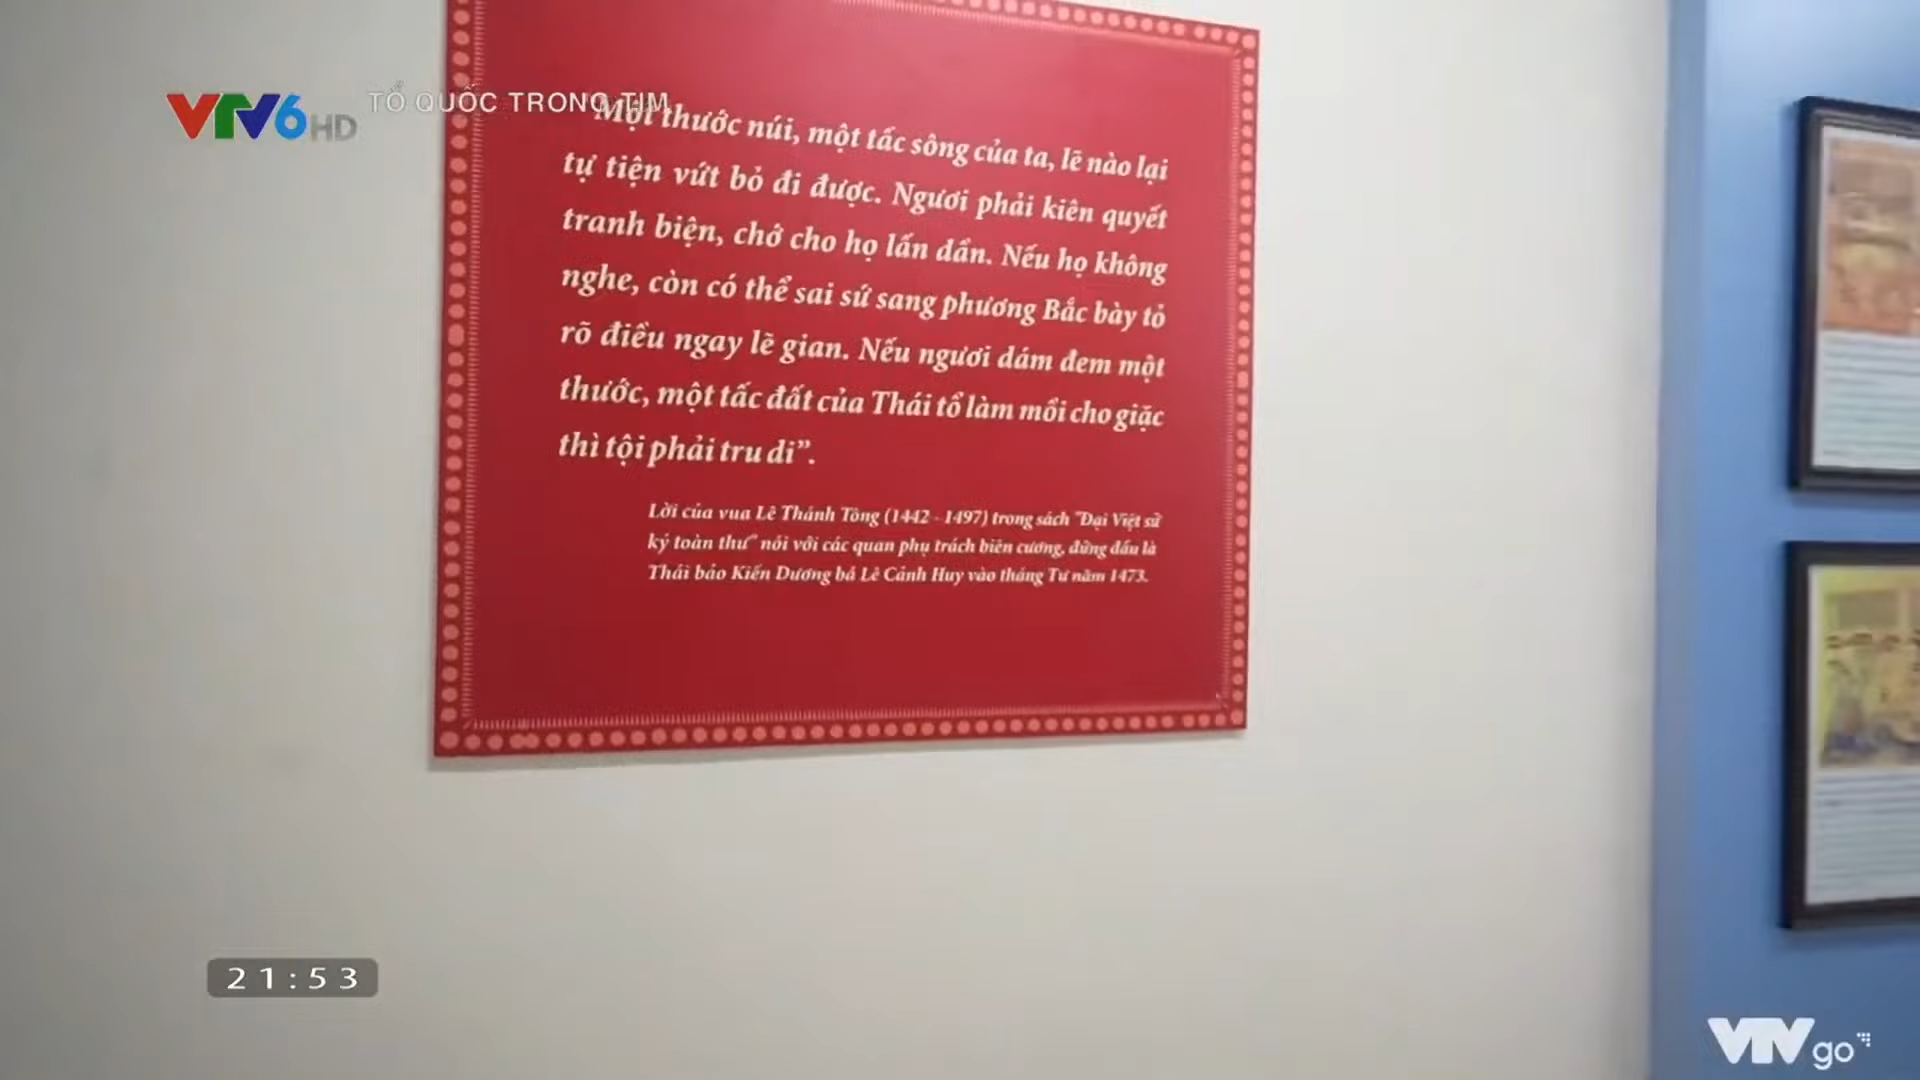 VTV6 HD
TỔ QUỐC TRONG TIM
"Một thước núi, một tấc sông của ta, lẽ nào lại
tự tiện vứt bỏ đi được. Ngươi phải kiên quyết
tranh biện, chớ cho họ lấn dần. Nếu họ không
nghe, còn có thể sai sứ sang phương Bắc bày tỏ
rõ điều ngay lẽ gian. Nếu ngươi dám đem một
thước, một tấc đất của Thái tổ làm mồi cho giặc
thì tội phải tru di”.
Lời của vua Lê Thánh Tông (1442 - 1497) trong sách "Đại Việt sử
ký toàn thư" nói với các quan phụ trách biên cương, đứng đầu là
Thái bảo Kiến Dương bá Lê Cảnh Huy vào tháng Tư năm 1473.
21:53
VTV go